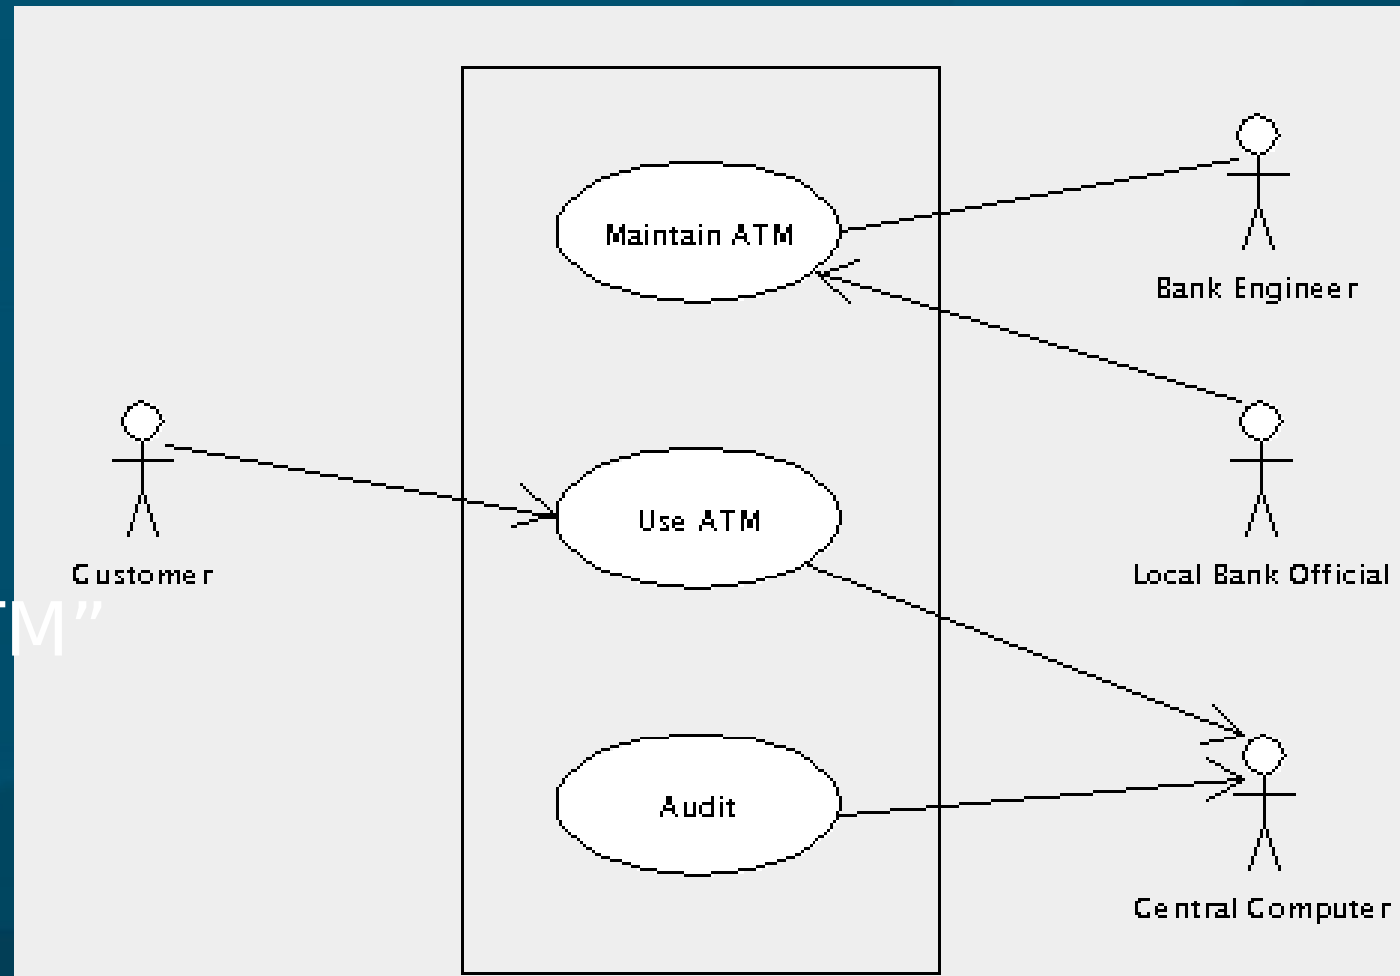 Maintain ATM
Bank Engineer
Use ATM
Customer
Local Bank Official
TM”
Audit
Central Computer